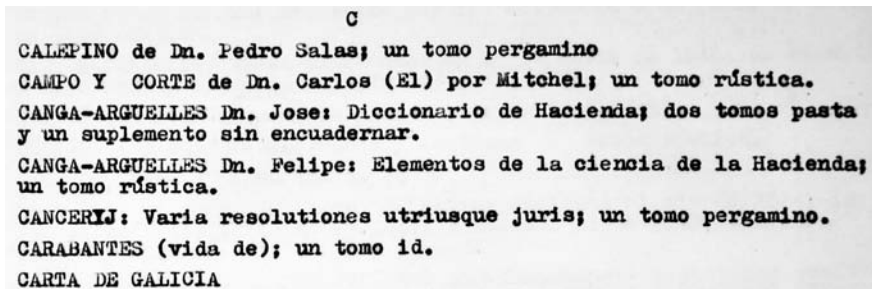 C
CALEPINO de Dn. Pedro Salas; un tomo pergamino
CAMPO Y CORTE de Dn. Carlos (El) por Mitchel; un tomo rústica.
CANGA-ARGUELLES Dn. Jose: Diccionario de Hacienda; dos tomos pasta
y un suplemento sin encuadernar.
CANGA-ARGUELLES Dn. Felipe: Elementos de la ciencia de la Hacienda;
un tomo rística.
CANCERIJ: Varia resolutiones utriusque juris; un tomo pergamino.
CARABANTES (vida de); un tomo id.
CARTA DE GALICIA